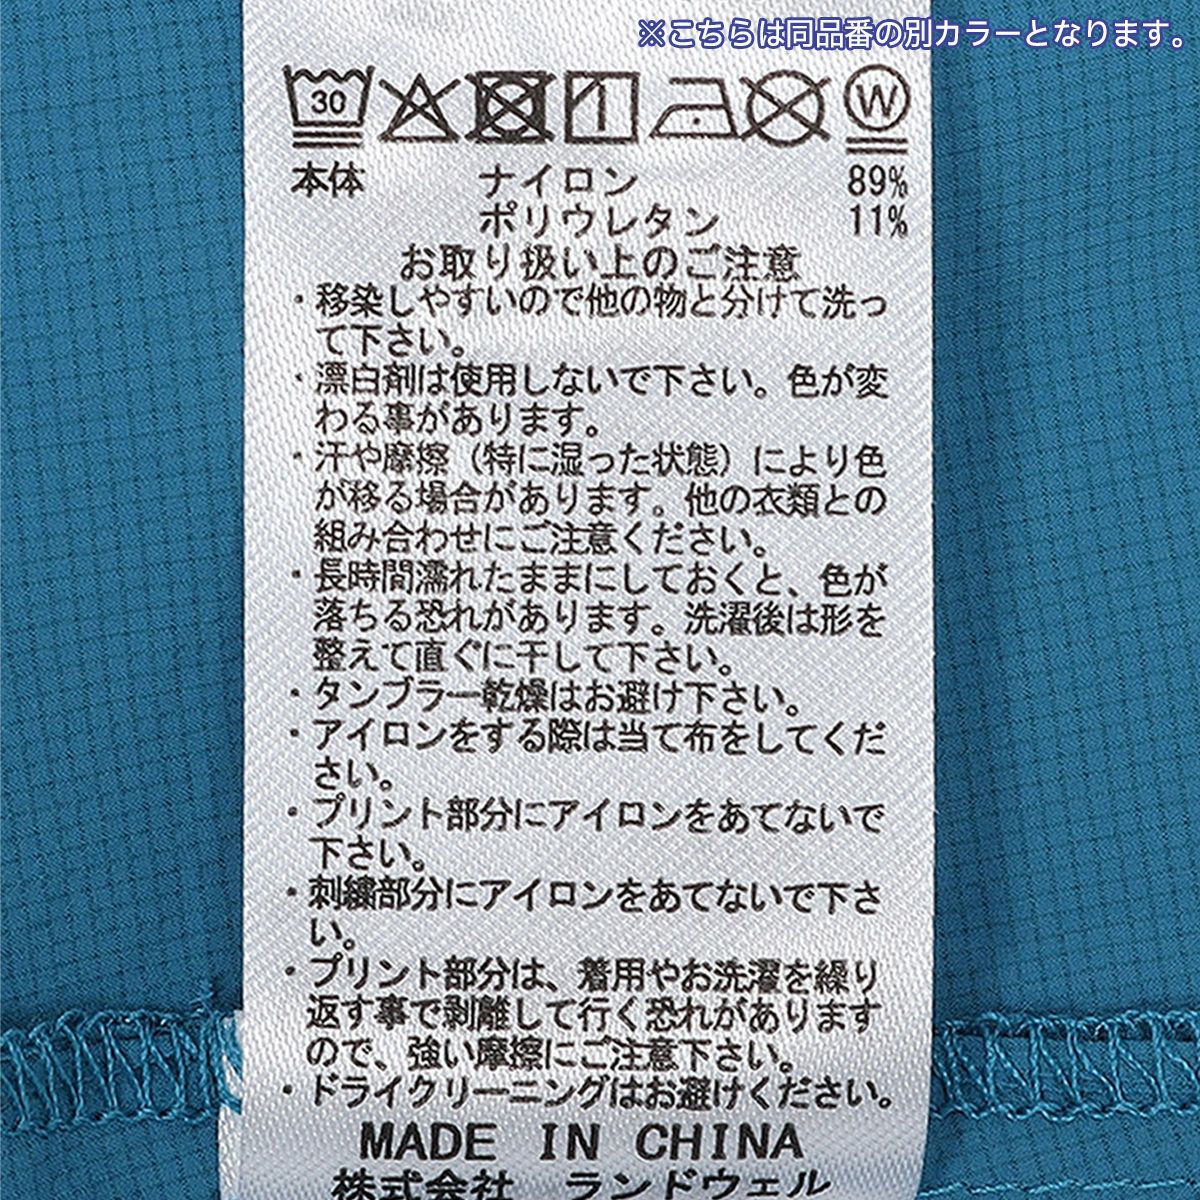 ※こちらは同品番の別カラーとなります。
30 W
本体 ナイロン 89%
ポリウレタン 11%
お取り扱い上のご注意
・移染しやすいので他の物と分けて洗っ
て下さい。
・漂白剤は使用しないで下さい。色が変
わる事があります。
・汗や摩擦（特に湿った状態）により色
が移る場合があります。他の衣類との
組み合わせにご注意ください。
・長時間濡れたままにしておくと、色が
落ちる恐れがあります。洗濯後は形を
整えて直ぐに干して下さい。
・タンブラー乾燥はお避け下さい。
・アイロンをする際は当て布をしてくだ
さい。
・プリント部分にアイロンをあてないで
下さい。
・刺繍部分にアイロンをあてないで下さ
い。
・プリント部分は、着用やお洗濯を繰り
返す事で剥離して行く恐れがあります
ので、強い摩擦にご注意下さい。
・ドライクリーニングはお避けください。
MADE IN CHINA
株式会社 ランドウェル